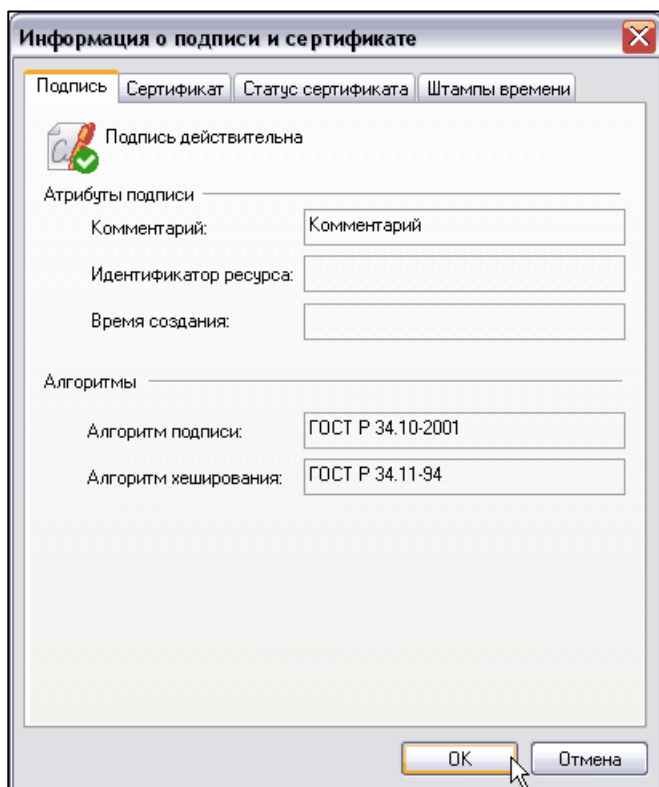 Информация о подписи и сертификате
Подпись Сертификат Статус сертификата Штампы времени
Подпись действительна
Атрибуты подписи
Комментарий: Комментарий
Идентификатор ресурса:
Время создания:
Алгоритмы
Алгоритм подписи: ГОСТ Р 34.10-2001
Алгоритм хеширования: ГОСТ Р 34.11-94
ОК Отмена